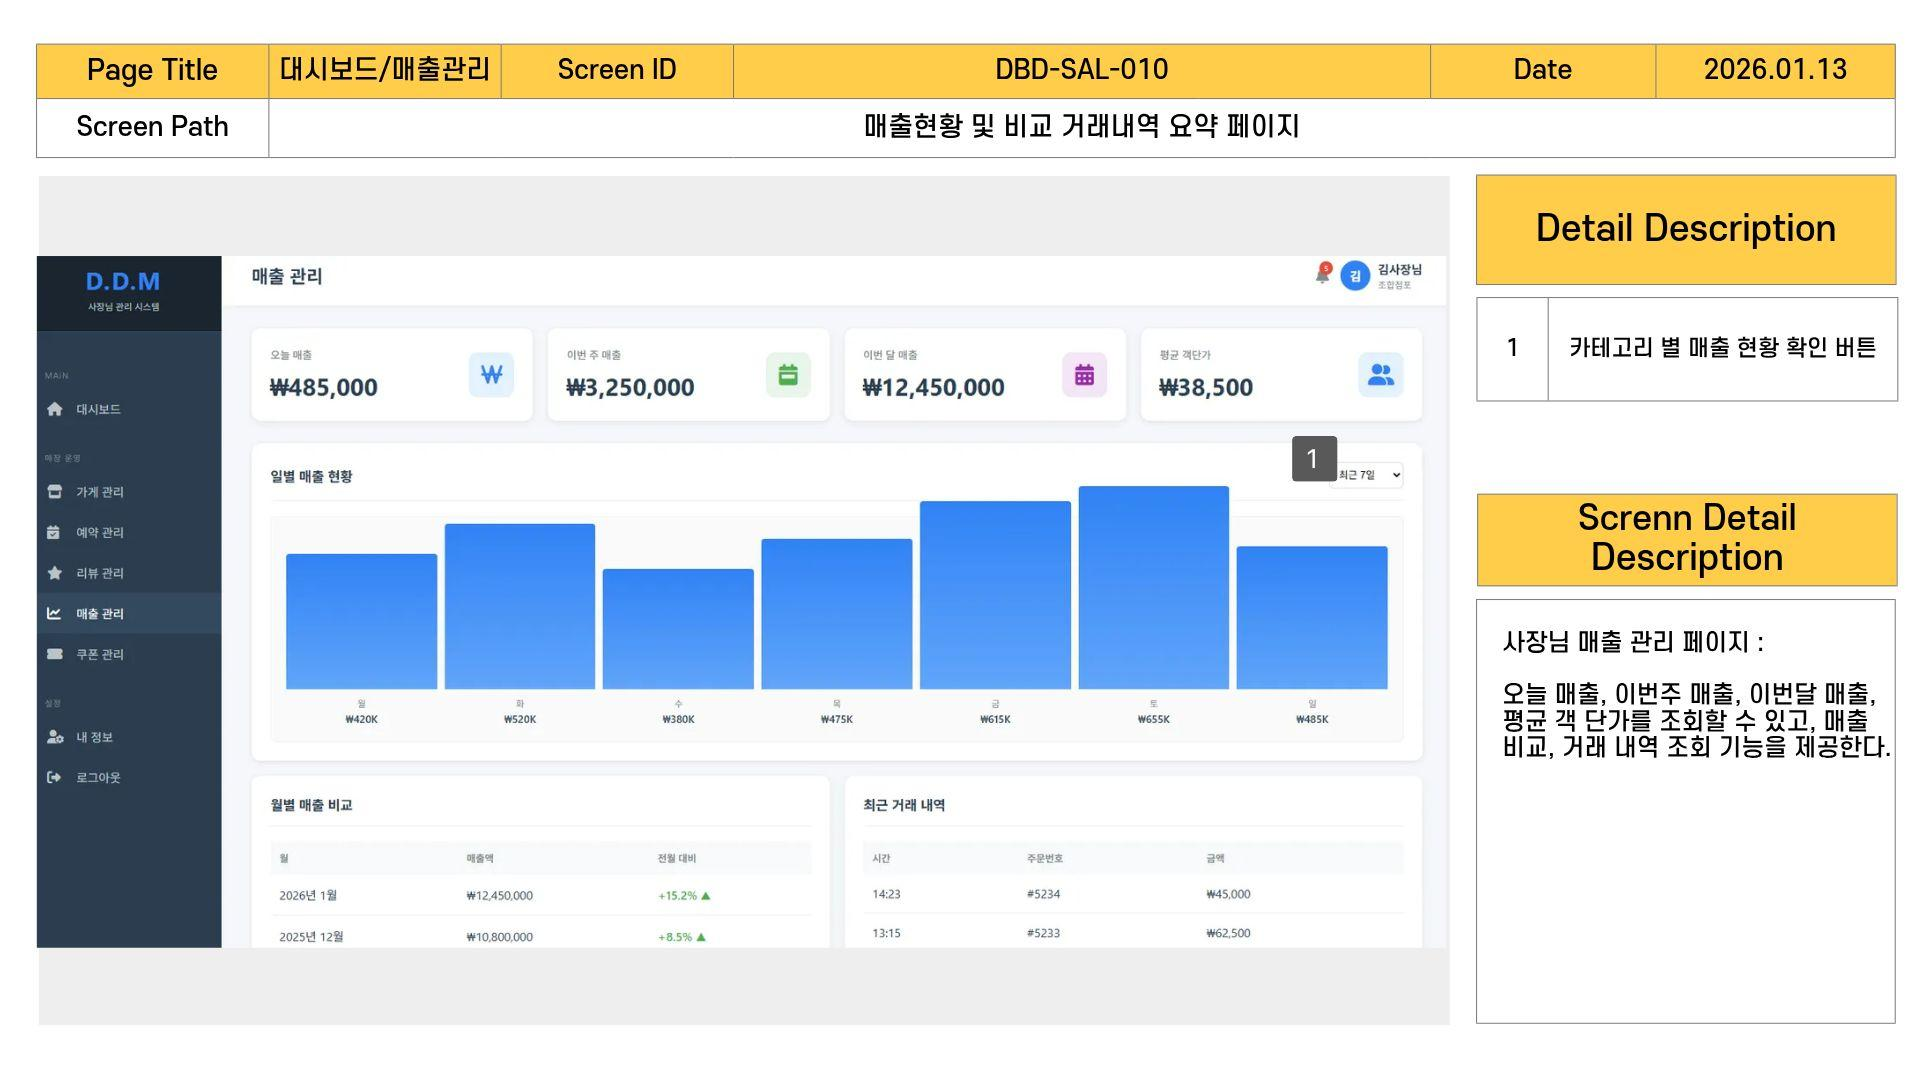 Page Title 대시보드/매출관리 Screen ID DBD-SAL-010 Date 2026.01.13
Screen Path 매출현황 및 비교 거래내역 요약 페이지
D.D.M
사장님 관리 시스템
MAIN
대시보드
매장 운영
가게 관리
예약 관리
리뷰 관리
매출 관리
쿠폰 관리
설정
내 정보
로그아웃
매출 관리
5
김
김사장님
조합점포
오늘 매출
₩485,000
이번 주 매출
₩3,250,000
이번 달 매출
₩12,450,000
평균 객단가
₩38,500
일별 매출 현황
1
최근 7일
월 화 수 목 금 토 일
₩420K ₩520K ₩380K ₩475K ₩615K ₩655K ₩485K
월별 매출 비교
월 매출액 전월 대비
2026년 1월 ₩12,450,000 +15.2% ▲
2025년 12월 ₩10,800,000 +8.5% ▲
최근 거래 내역
시간 주문번호 금액
14:23 #5234 ₩45,000
13:15 #5233 ₩62,500
Detail Description
1 카테고리 별 매출 현황 확인 버튼
Screnn Detail
Description
사장님 매출 관리 페이지 :
오늘 매출, 이번주 매출, 이번달 매출,
평균 객 단가를 조회할 수 있고, 매출
비교, 거래 내역 조회 기능을 제공한다.